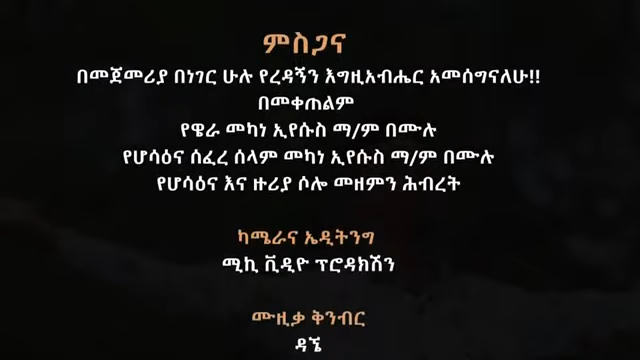 ምስጋና
በመጀመሪያ በነገር ሁሉ የረዳኝን እግዚአብሔር አመሰግናለሁ!!
በመቀጠልም
የዌራ መካነ ኢየሱስ ማ/ም በሙሉ
የሆሳዕና ሰፈረ ሰላም መካነ ኢየሱስ ማ/ም በሙሉ
የሆሳዕና እና ዙሪያ ሶሎ መዘምን ሕብረት
ካሜራና ኤዲትንግ
ሚኪ ቪዲዮ ፕሮዳክሽን
ሙዚቃ ቅንብር
ዳኜ